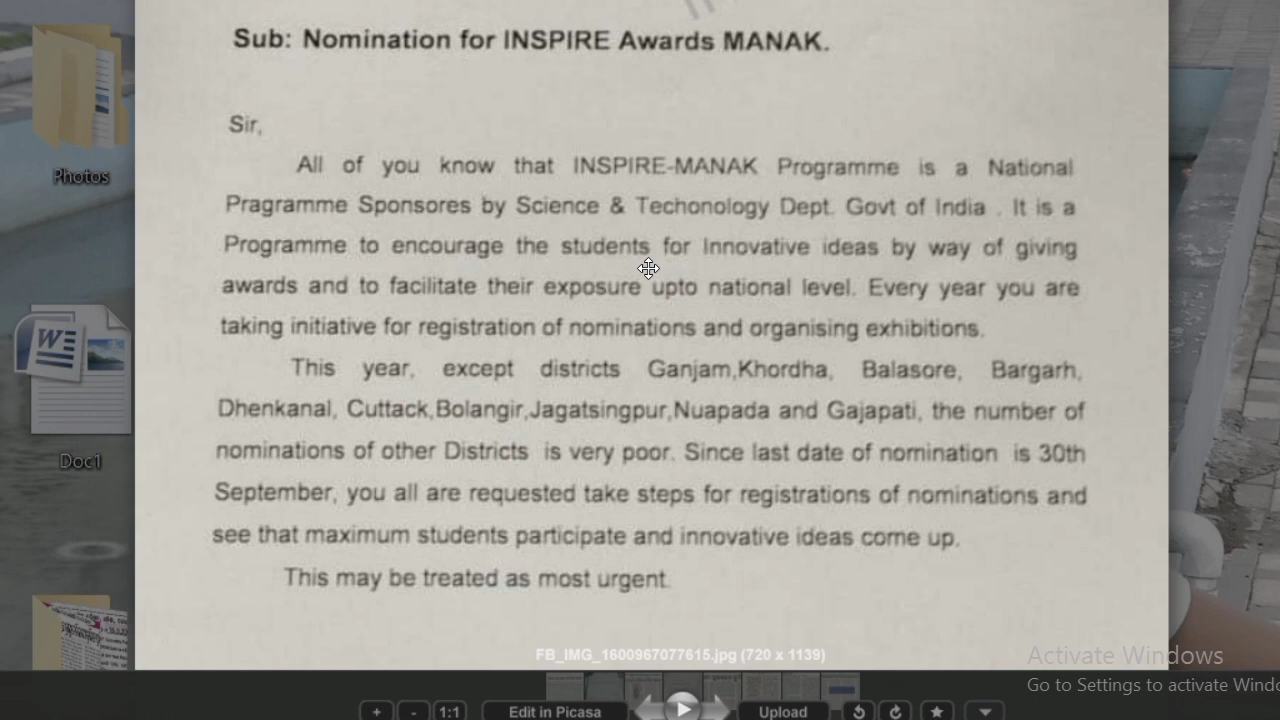 Sub: Nomination for INSPIRE Awards MANAK.
Sir,
All of you know that INSPIRE-MANAK Programme is a National
Pragramme Sponsores by Science & Techonology Dept. Govt of India . It is a
Programme to encourage the students for Innovative ideas by way of giving
awards and to facilitate their exposure upto national level. Every year you are
taking initiative for registration of nominations and organising exhibitions.
This year, except districts Ganjam,Khordha, Balasore, Bargarh,
Dhenkanal, Cuttack,Bolangir,Jagatsingpur,Nuapada and Gajapati, the number of
nominations of other Districts is very poor. Since last date of nomination is 30th
September, you all are requested take steps for registrations of nominations and
see that maximum students participate and innovative ideas come up.
This may be treated as most urgent.
Photos
Doc1
FB_IMG_1600967077615.jpg (720 x 1139)
Activate Windows
Go to Settings to activate Windo
+ - 1:1 Edit in Picasa Upload